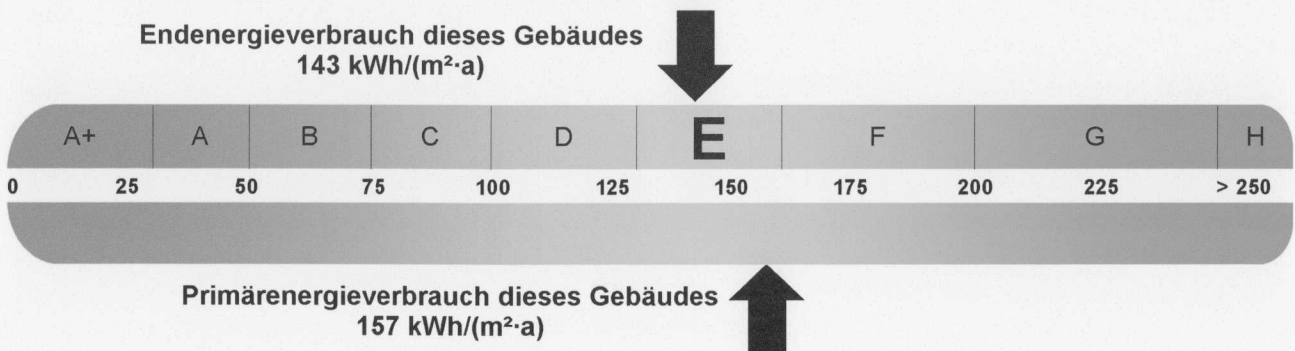 Endenergieverbrauch dieses Gebäudes
143 kWh/(m²·a)
A+ A B C D E F G H
0 25 50 75 100 125 150 175 200 225 > 250
Primärenergieverbrauch dieses Gebäudes
157 kWh/(m²·a)